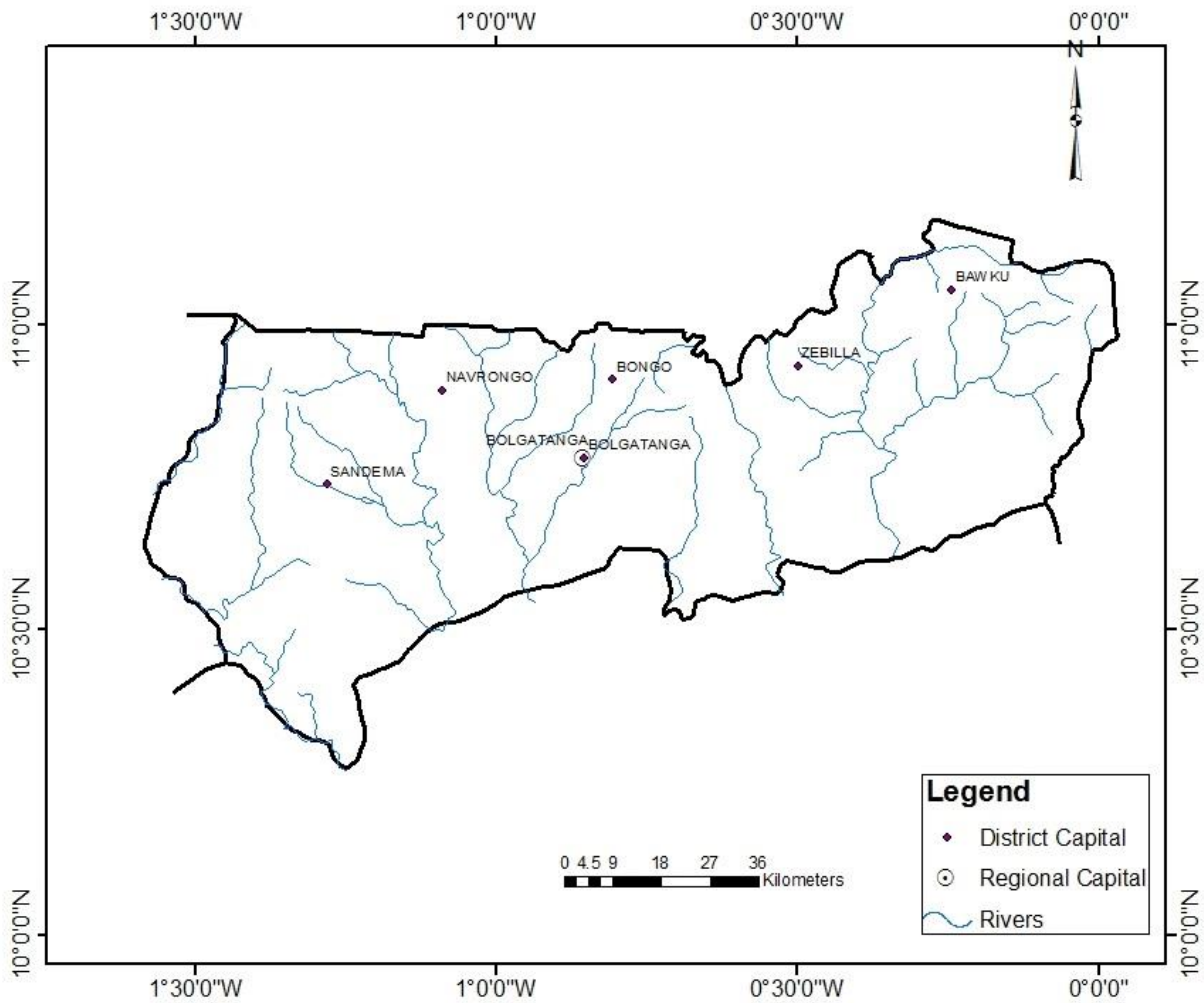 1°30'0"W 1°0'0"W 0°30'0"W 0°0'0"
N
BAWKU
11°0'0"N 11°0'0"N
ZEBILLA
NAVRONGO
BONGO
BOLGATANGA BOLGATANGA
SANDEMA
10°30'0"N 10°30'0"N
Legend
District Capital
0 4.5 9 18 27 36
Kilometers
Regional Capital
Rivers
10°0'0"N 10°0'0"N
1°30'0"W 1°0'0"W 0°30'0"W 0°0'0"